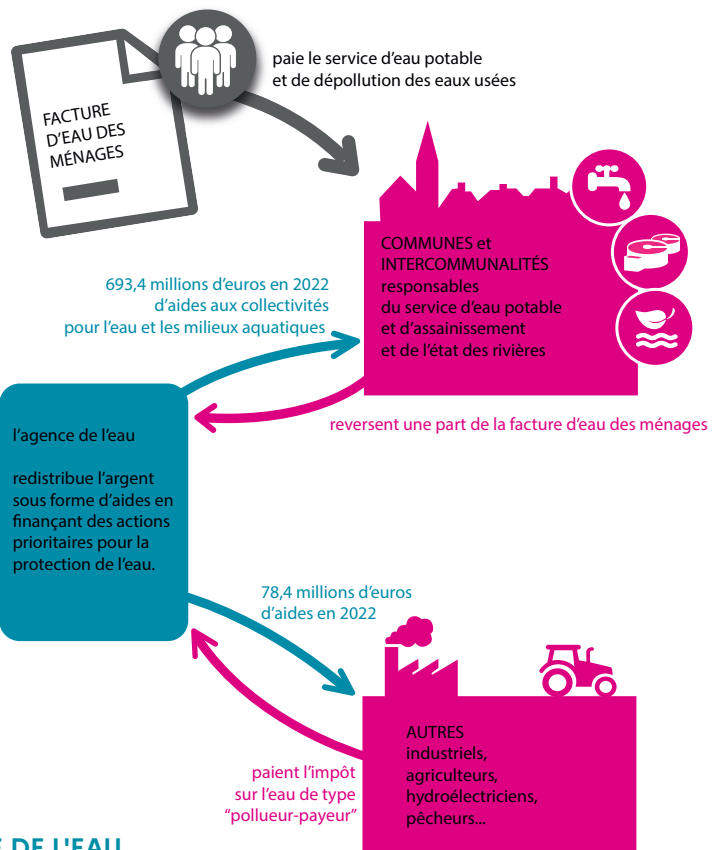 paie le service d'eau potable
et de dépollution des eaux usées
FACTURE
D'EAU DES
MÉNAGES
COMMUNES et
INTERCOMMUNALITÉS
responsables
du service d'eau potable
et d'assainissement
et de l'état des rivières
693,4 millions d'euros en 2022
d'aides aux collectivités
pour l'eau et les milieux aquatiques
reversent une part de la facture d'eau des ménages
l'agence de l'eau
redistribue l'argent
sous forme d'aides en
finançant des actions
prioritaires pour la
protection de l'eau.
78,4 millions d'euros
d'aides en 2022
AUTRES
industriels,
agriculteurs,
hydroélectriciens,
pêcheurs...
paient l'impôt
sur l'eau de type
“pollueur-payeur”
DE L'EAU